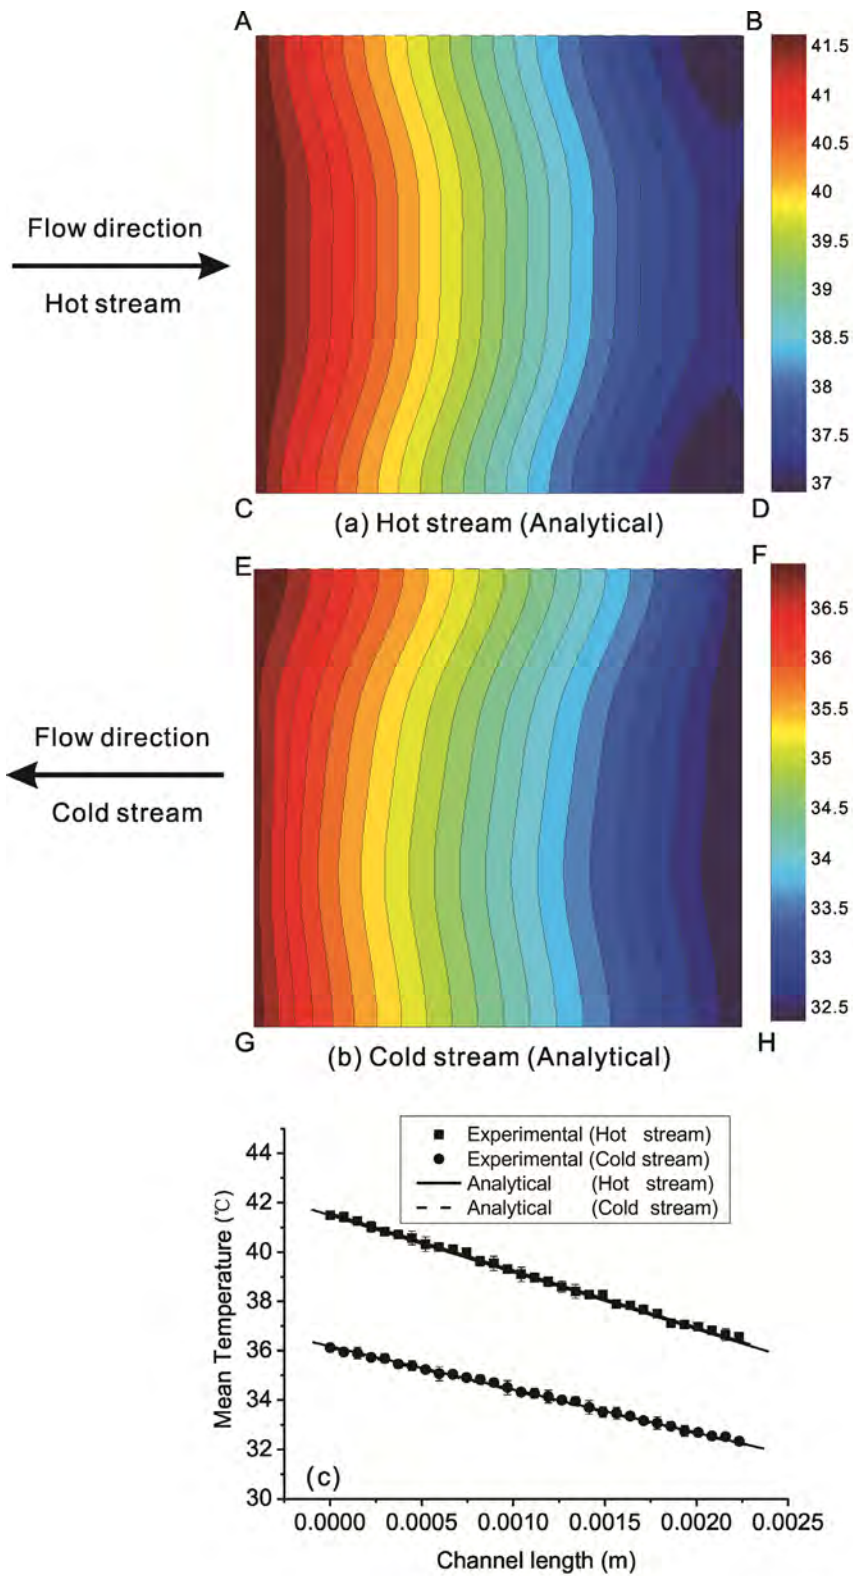 A
B
41.5
41
40.5
40
39.5
39
38.5
38
37.5
37
Flow direction
Hot stream
C
D
(a) Hot stream (Analytical)
E
F
36.5
36
35.5
35
34.5
34
33.5
33
32.5
Flow direction
Cold stream
G
H
(b) Cold stream (Analytical)
Experimental (Hot stream)
Experimental (Cold stream)
Analytical (Hot stream)
Analytical (Cold stream)
44
42
40
38
36
34
32
30
Mean Temperature (℃)
(c)
0.0000 0.0005 0.0010 0.0015 0.0020 0.0025
Channel length (m)